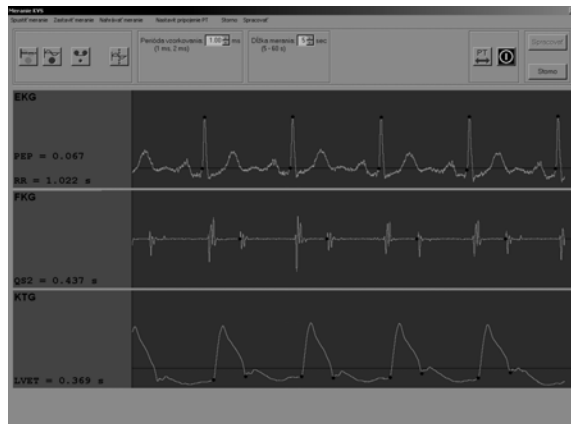 Meranie KVS
Spustiť meranie Zastaviť meranie Nahrávať meranie Nastaviť pripojenie PT Storno Spracovať
Perióda vzorkovania 1.00 ms
(1 ms, 2 ms)
Dĺžka merania 5 sec
(5 - 60 s)
PT
Spracovať
Storno
EKG
PEP = 0.067
RR = 1.022 s
FKG
QS2 = 0.437 s
KTG
LVET = 0.369 s